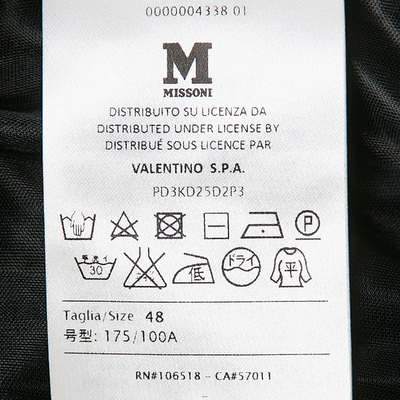 0000004338 01
M
MISSONI
DISTRIBUITO SU LICENZA DA
DISTRIBUTED UNDER LICENSE BY
DISTRIBUÉ SOUS LICENCE PAR
VALENTINO S.P.A.
PD3KD25D2P3
P
30 低 ドライ 平
Taglia/Size 48
号型: 175/100A
RN#106518 - CA#57011